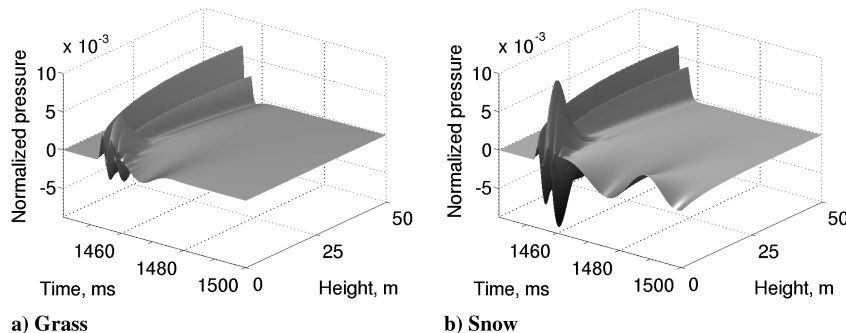 x 10⁻³
10
5
0
-5
Normalized pressure
1460
1480
1500
Time, ms
0
25
50
Height, m
a) Grass
x 10⁻³
10
5
0
-5
Normalized pressure
1460
1480
1500
Time, ms
0
25
50
Height, m
b) Snow